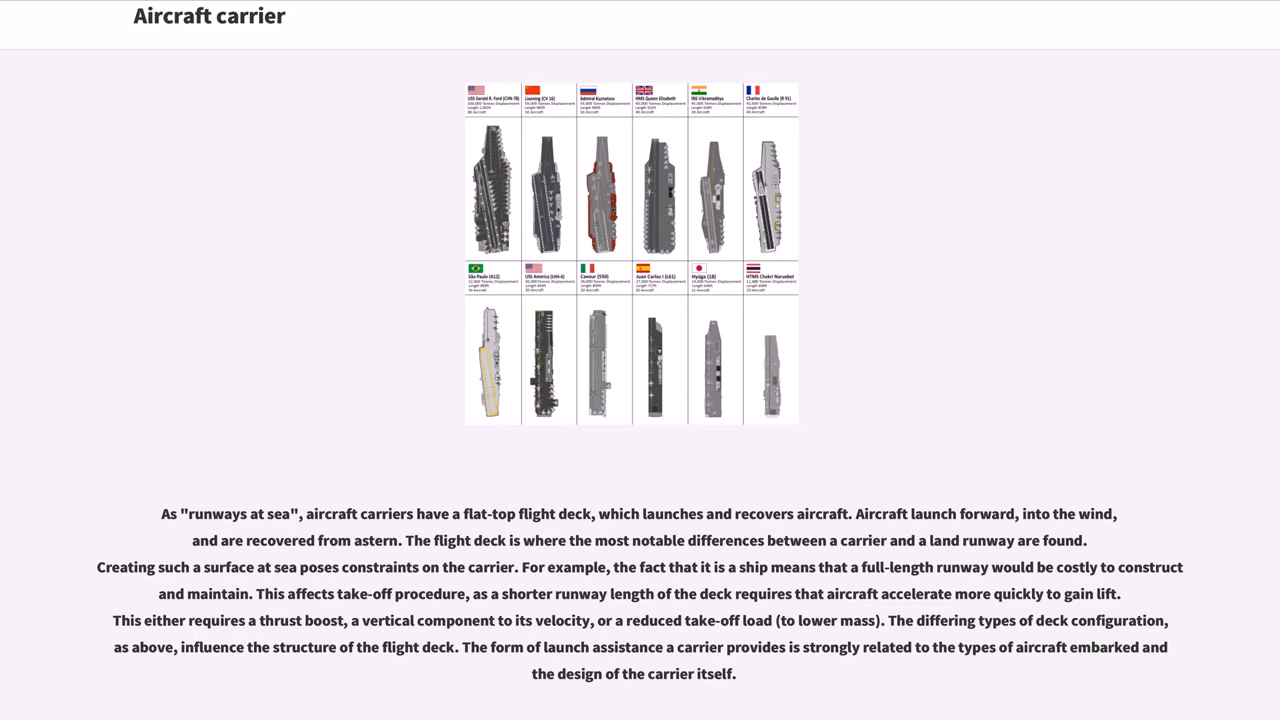 Aircraft carrier
USS Gerald R. Ford (CVN-78)
Liaoning (CV 16)
Admiral Kuznetsov
HMS Queen Elizabeth
INS Vikramaditya
Charles de Gaulle (R 91)
São Paulo (A12)
USS America (LHA-6)
Cavour (550)
Juan Carlos I (L61)
Hyūga (18)
HTMS Chakri Naruebet
As "runways at sea", aircraft carriers have a flat-top flight deck, which launches and recovers aircraft. Aircraft launch forward, into the wind,
and are recovered from astern. The flight deck is where the most notable differences between a carrier and a land runway are found.
Creating such a surface at sea poses constraints on the carrier. For example, the fact that it is a ship means that a full-length runway would be costly to construct
and maintain. This affects take-off procedure, as a shorter runway length of the deck requires that aircraft accelerate more quickly to gain lift.
This either requires a thrust boost, a vertical component to its velocity, or a reduced take-off load (to lower mass). The differing types of deck configuration,
as above, influence the structure of the flight deck. The form of launch assistance a carrier provides is strongly related to the types of aircraft embarked and
the design of the carrier itself.